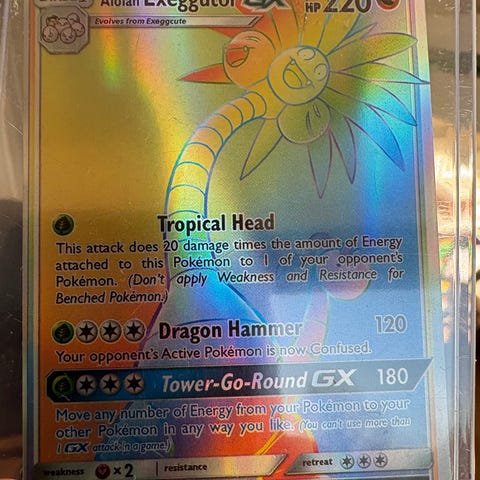 Alolan Exeggutor GX HP 220
Evolves from Exeggcute
Tropical Head
This attack does 20 damage times the amount of Energy
attached to this Pokémon to 1 of your opponent's
Pokémon. (Don't apply Weakness and Resistance for
Benched Pokémon.)
Dragon Hammer 120
Your opponent's Active Pokémon is now Confused.
Tower-Go-Round GX 180
Move any number of Energy from your Pokémon to your
other Pokémon in any way you like. (You can't use more than
1 GX attack in a game.)
weakness ×2 resistance retreat